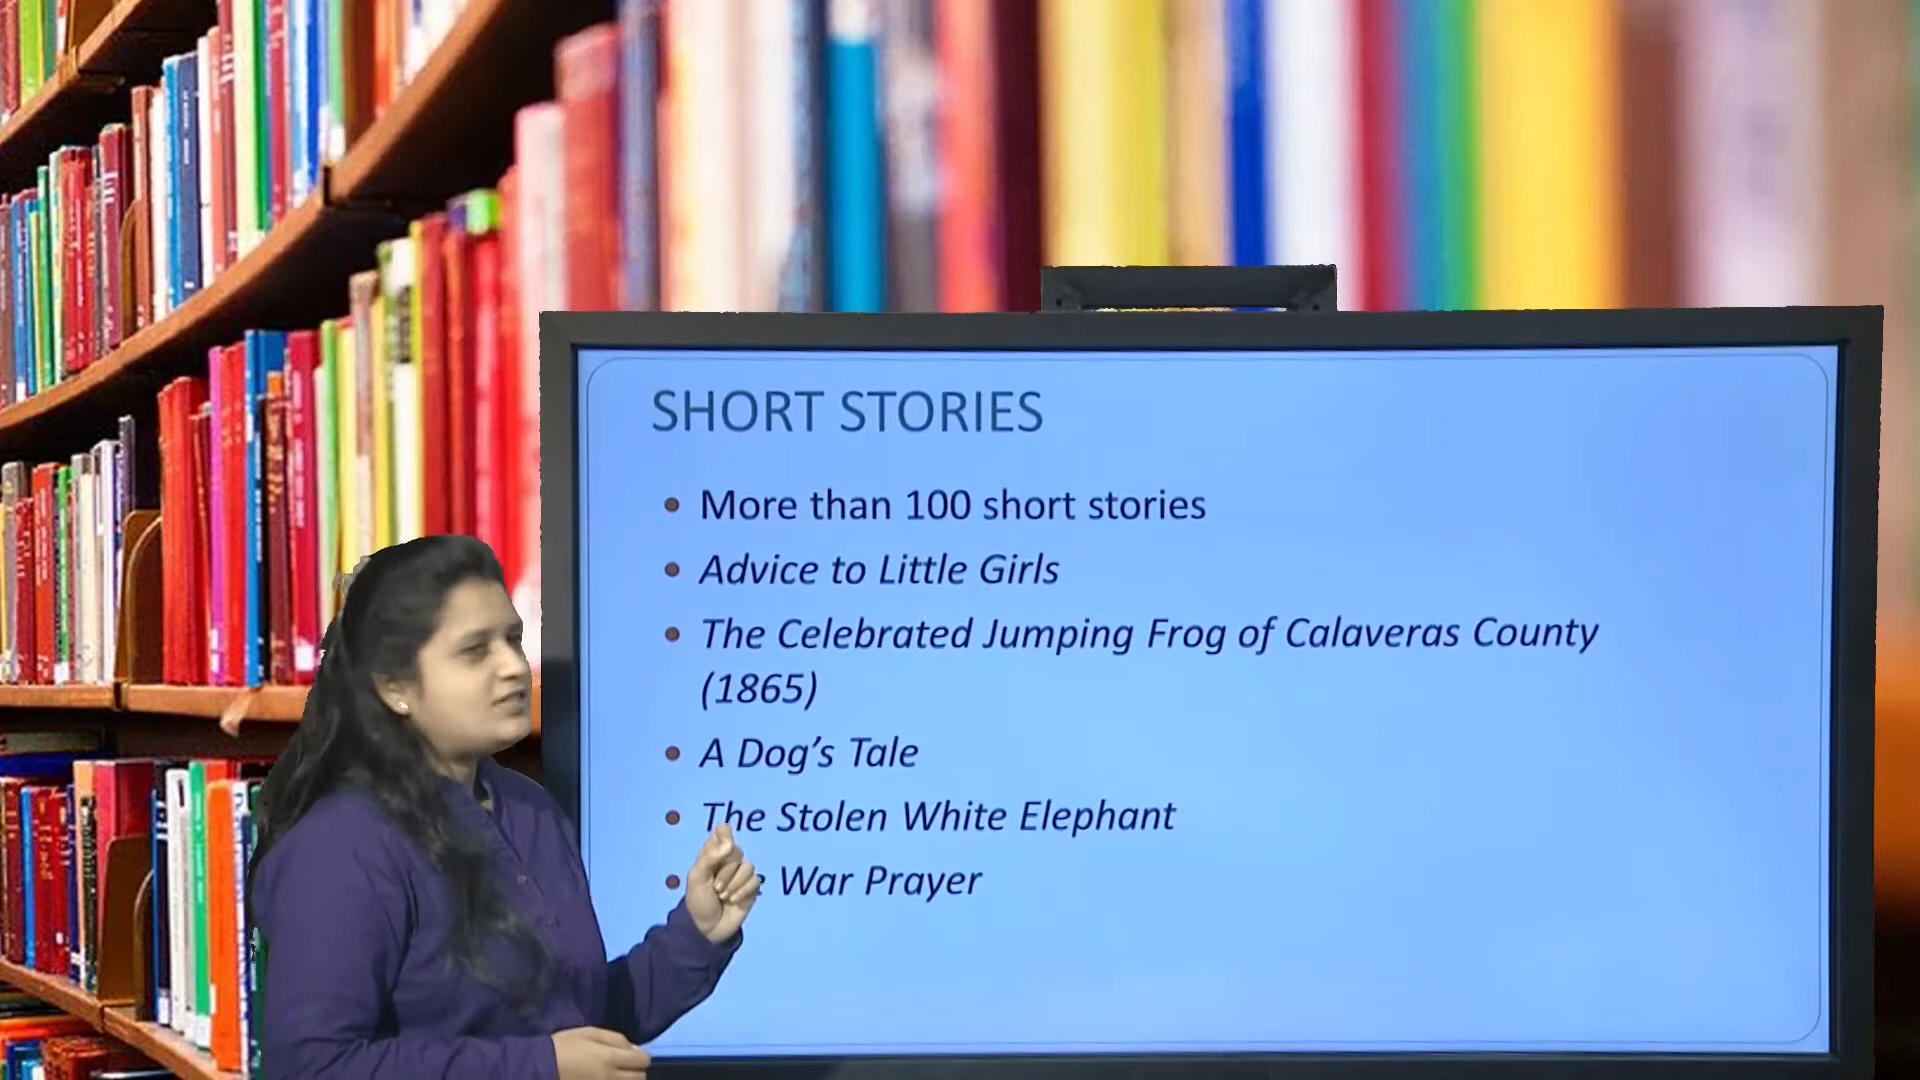 SHORT STORIES
More than 100 short stories
Advice to Little Girls
The Celebrated Jumping Frog of Calaveras County
(1865)
A Dog's Tale
The Stolen White Elephant
War Prayer